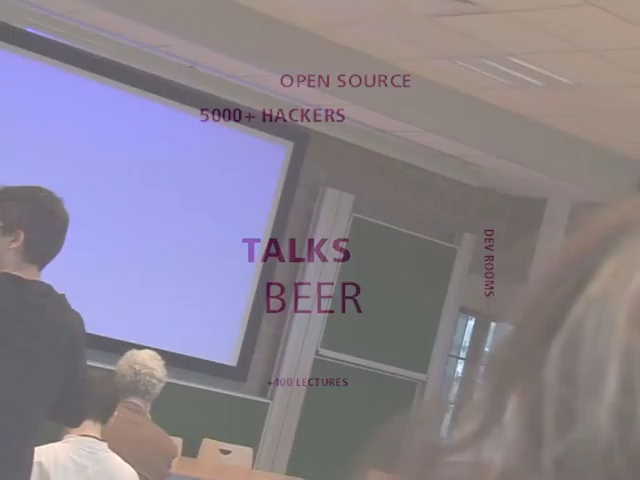 OPEN SOURCE
5000+ HACKERS
TALKS
DEV ROOMS
BEER
+400 LECTURES